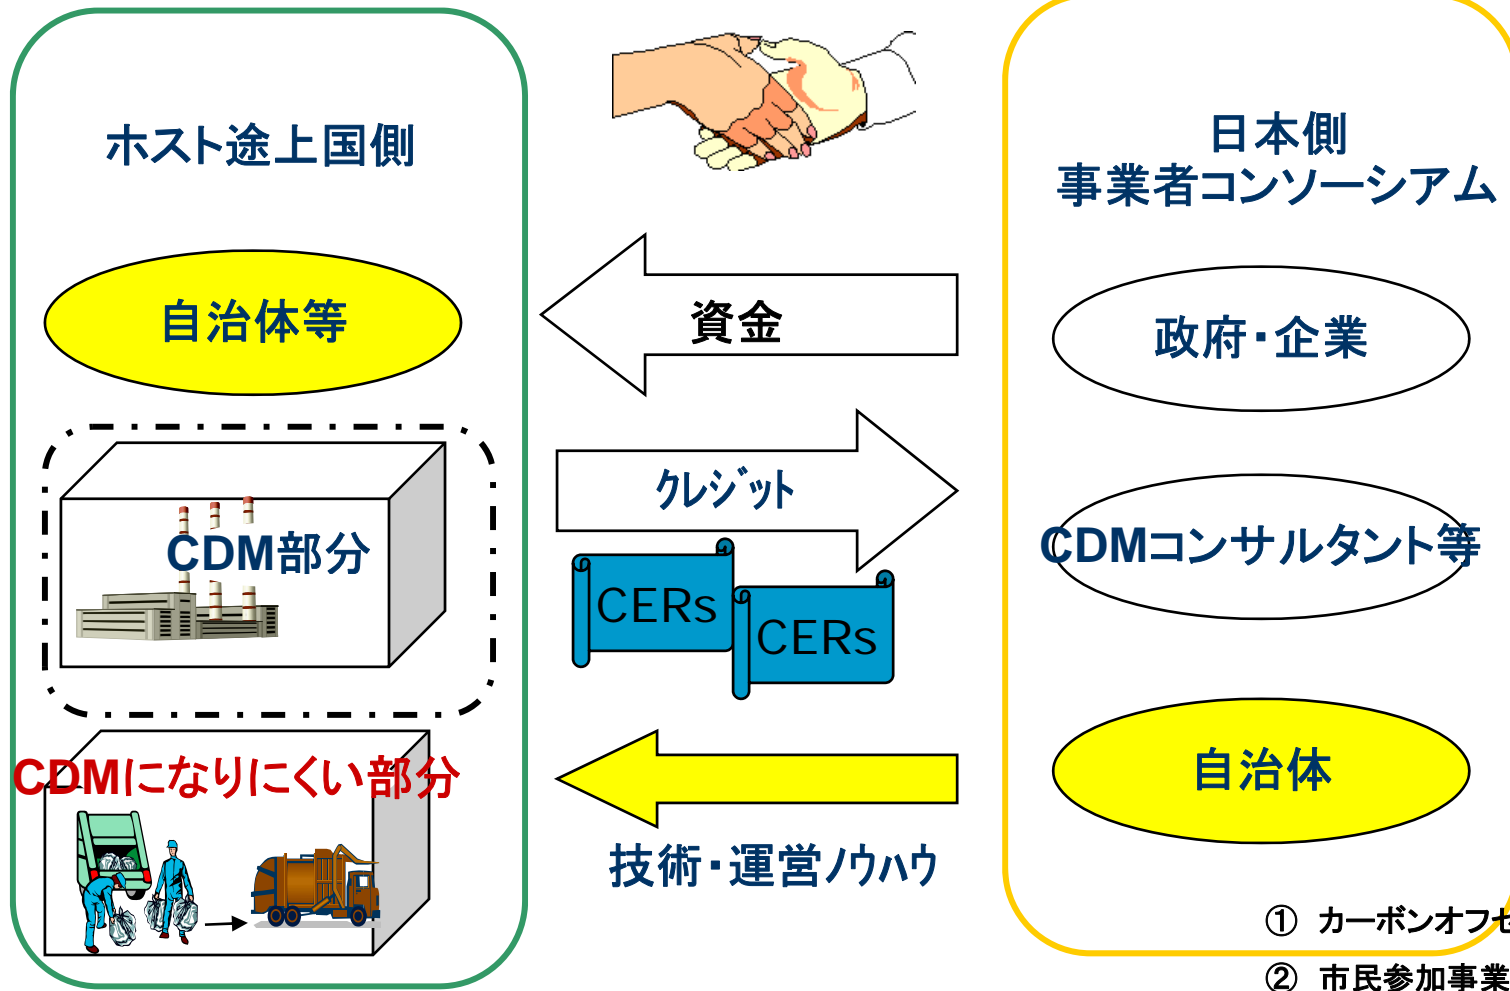 ホスト途上国側
自治体等
CDM部分
CDMになりにくい部分
資金
クレジット
CERs
CERs
技術・運営ノウハウ
日本側
事業者コンソーシアム
政府・企業
CDMコンサルタント等
自治体
① カーボンオフセ
② 市民参加事業